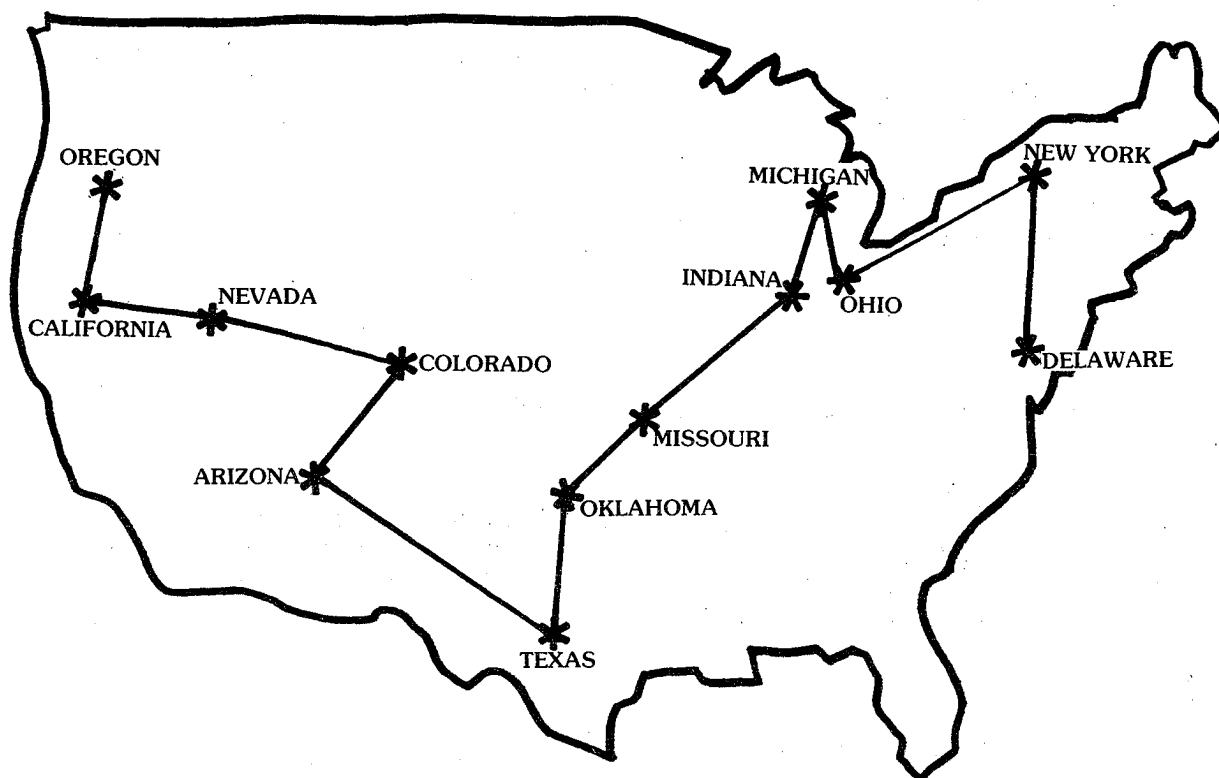 OREGON
MICHIGAN
NEW YORK
INDIANA
NEVADA
OHIO
CALIFORNIA
COLORADO
DELAWARE
MISSOURI
ARIZONA
OKLAHOMA
TEXAS